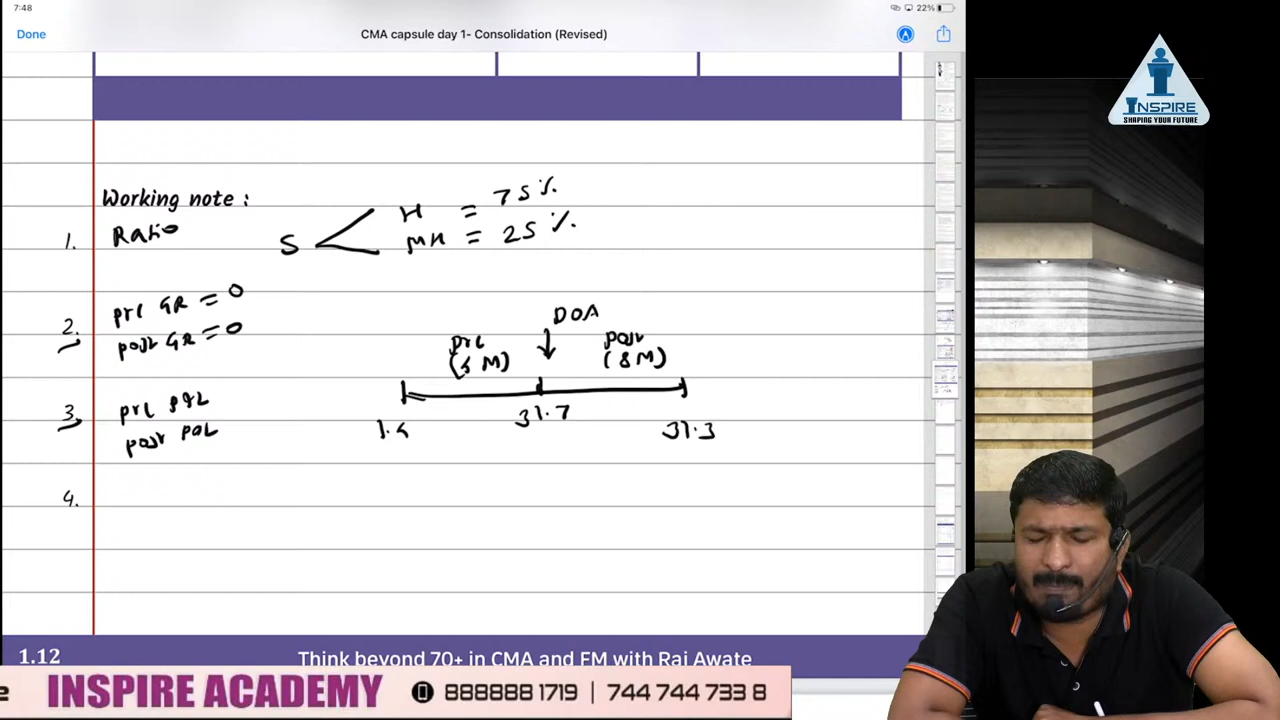 7:48
22%
Done
CMA capsule day 1- Consolidation (Revised)
INSPIRE
SHAPING YOUR FUTURE
Working note :
1. Ratio
S
H = 75%
MH = 25%
2. pre GR = 0
post GR = 0
DOA
pre
post
(8 M)
3. pre P&L
post P&L
1.4
31.7
31.3
4.
1.12
Think beyond 70+ in CMA and FM with Raj Awate
INSPIRE ACADEMY
888888 1719 | 744 744 733 8